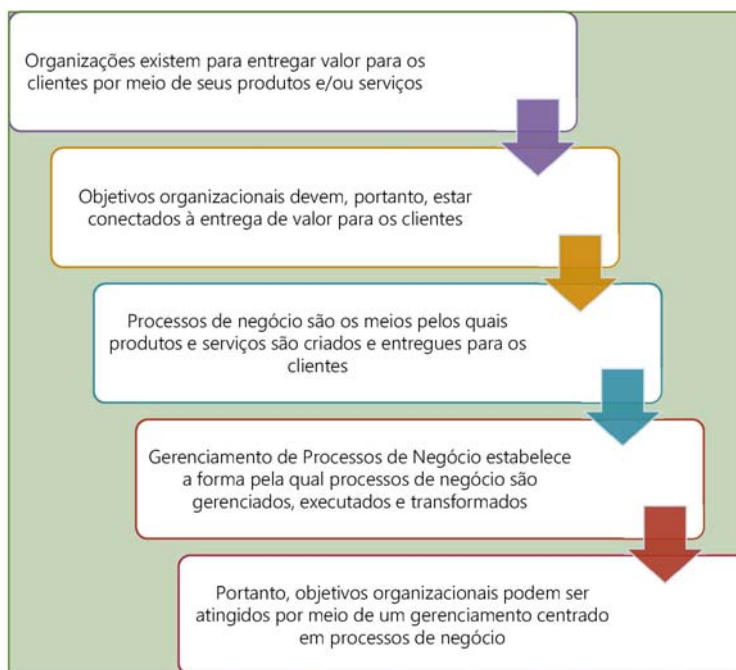 Organizações existem para entregar valor para os
clientes por meio de seus produtos e/ou serviços
Objetivos organizacionais devem, portanto, estar
conectados à entrega de valor para os clientes
Processos de negócio são os meios pelos quais
produtos e serviços são criados e entregues para os
clientes
Gerenciamento de Processos de Negócio estabelece
a forma pela qual processos de negócio são
gerenciados, executados e transformados
Portanto, objetivos organizacionais podem ser
atingidos por meio de um gerenciamento centrado
em processos de negócio